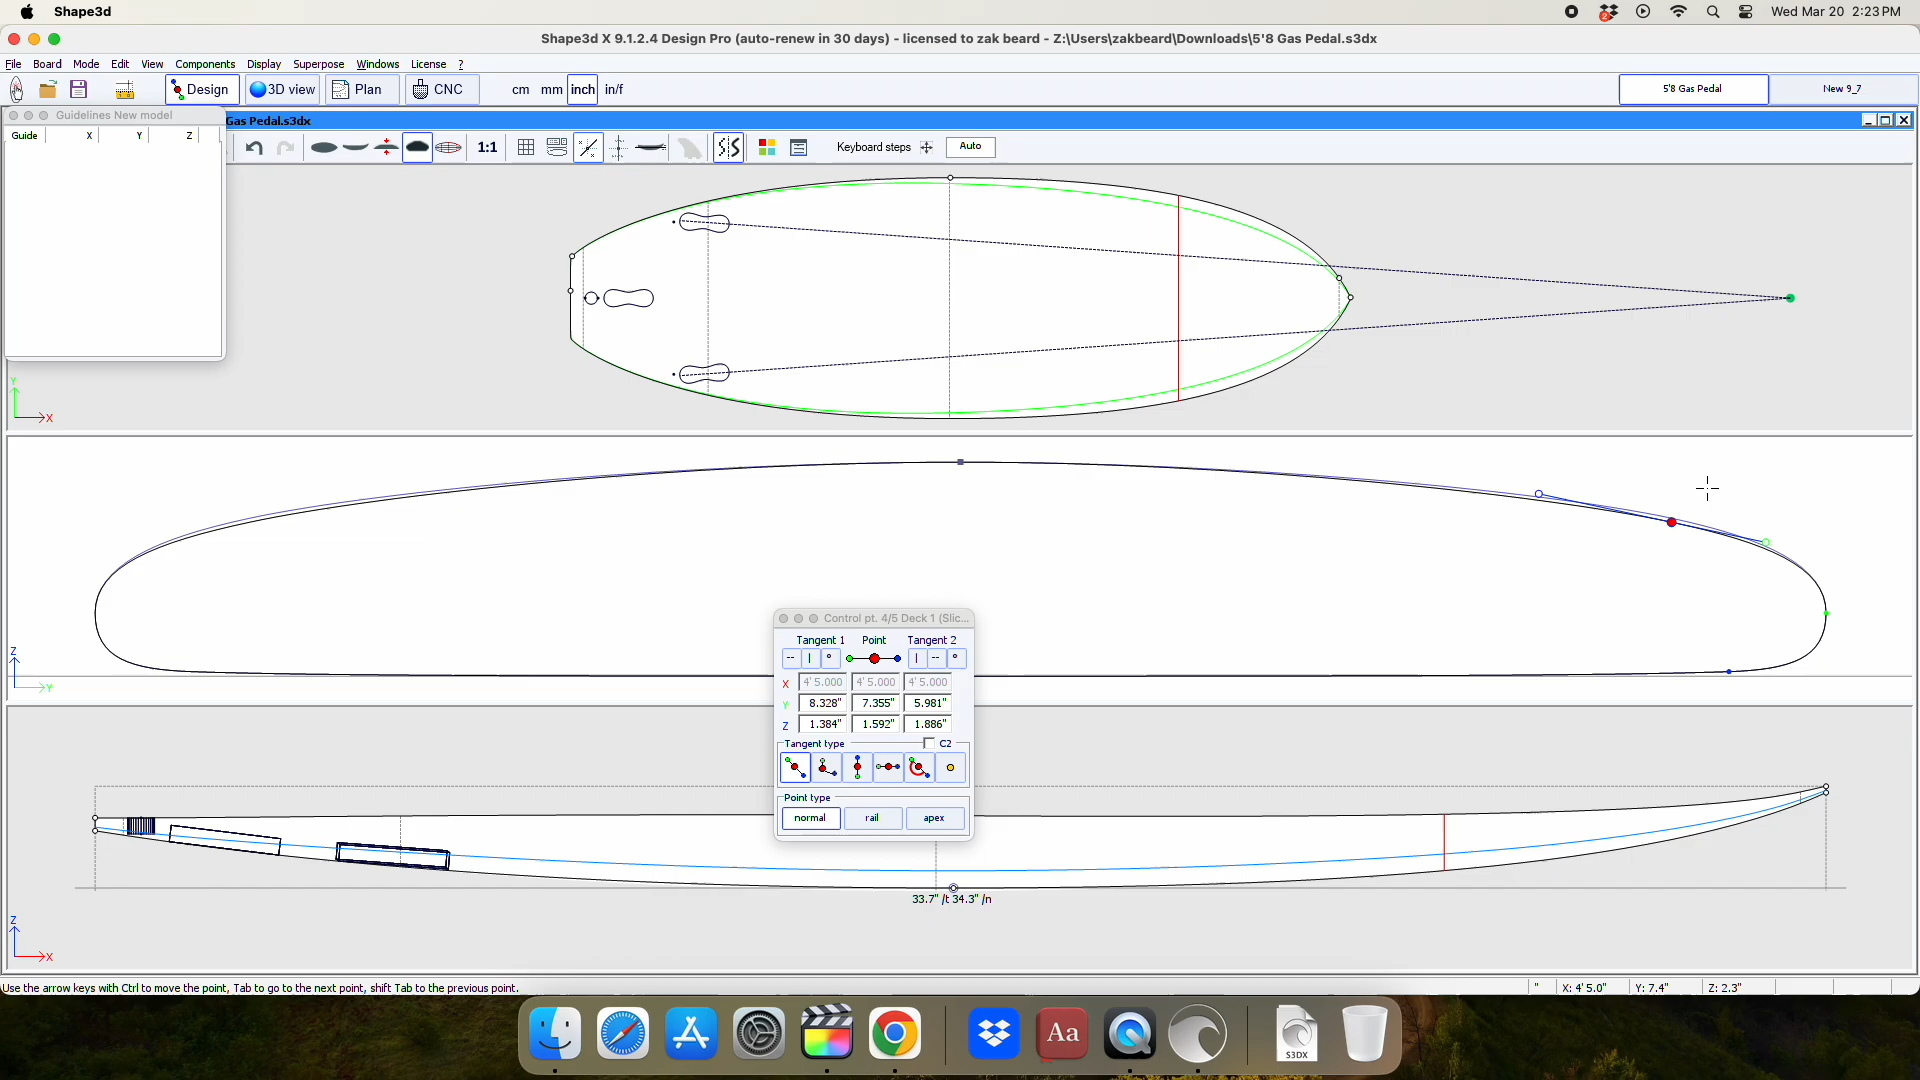 Shape3d
2
Wed Mar 20 2:23 PM
Shape3d X 9.1.2.4 Design Pro (auto-renew in 30 days) - licensed to zak beard - Z:\Users\zakbeard\Downloads\5'8 Gas Pedal.s3dx
File Board Mode Edit View Components Display Superpose Windows License ?
Design 3D view Plan CNC cm mm inch in/f
5'8 Gas Pedal New 9_7
Guidelines New model
Gas Pedal.s3dx
Guide X Y Z
1:1 Keyboard steps Auto
Y
X
Z
Y
Control pt. 4/5 Deck 1 (Slic...
Tangent 1 Point Tangent 2
X 4' 5.000 4' 5.000 4' 5.000
Y 8.328" 7.355" 5.981"
Z 1.384" 1.592" 1.886"
Tangent type C2
Point type
normal rail apex
33.7" /t 34.3" /n
Z
X
Use the arrow keys with Ctrl to move the point, Tab to go to the next point, shift Tab to the previous point.
" X: 4' 5.0" Y: 7.4" Z: 2.3"
Aa
S3DX